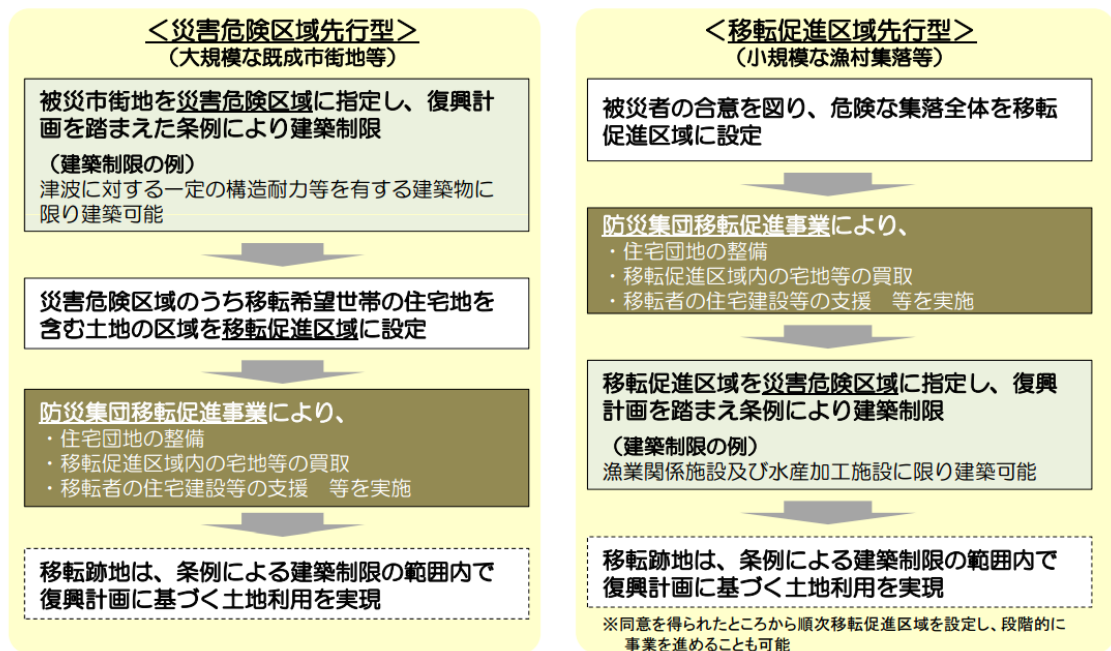 ＜災害危険区域先行型＞
（大規模な既成市街地等）
被災市街地を災害危険区域に指定し、復興計
画を踏まえた条例により建築制限
（建築制限の例）
津波に対する一定の構造耐力等を有する建築物に
限り建築可能
災害危険区域のうち移転希望世帯の住宅地を
含む土地の区域を移転促進区域に設定
防災集団移転促進事業により、
・住宅団地の整備
・移転促進区域内の宅地等の買取
・移転者の住宅建設等の支援　等を実施
移転跡地は、条例による建築制限の範囲内で
復興計画に基づく土地利用を実現
＜移転促進区域先行型＞
（小規模な漁村集落等）
被災者の合意を図り、危険な集落全体を移転
促進区域に設定
防災集団移転促進事業により、
・住宅団地の整備
・移転促進区域内の宅地等の買取
・移転者の住宅建設等の支援　等を実施
移転促進区域を災害危険区域に指定し、復興
計画を踏まえ条例により建築制限
（建築制限の例）
漁業関係施設及び水産加工施設に限り建築可能
移転跡地は、条例による建築制限の範囲内で
復興計画に基づく土地利用を実現
※同意を得られたところから順次移転促進区域を設定し、段階的に
事業を進めることも可能